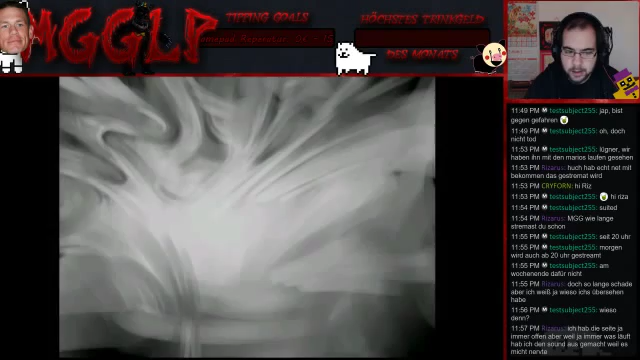 MGGLP
TIPPING GOALS
HÖCHSTES TRINKGELD
DES MONATS
11:49 PM testsubject255: jap, bist
gegen gefahren
11:49 PM testsubject255: oh, doch
nicht tod
11:53 PM testsubject255: lügner, wir
haben ihn mit den marios laufen gesehen
11:53 PM Rizarus: huch hab echt net mit
bekommen das gestremat wird
11:53 PM CRYFORN: hi Riz
11:53 PM testsubject255: hi riza
11:54 PM testsubject255: suited
11:54 PM Rizarus: MGG wie lange
stremast du schon
11:55 PM testsubject255: seit 20 uhr
11:55 PM testsubject255: morgen
wird auch ab 20 uhr gestreamt
11:55 PM testsubject255: am
wochenende dafür nicht
11:55 PM Rizarus: doch so lange schade
aber ich weiß ja wieso ichs übersehen
habe
11:56 PM testsubject255: wieso
denn?
11:57 PM Rizarus: ich hab die seite ja
immer offen aber weil ja immer was läuft
hab ich den sound aus gemacht weil es
micht nervte